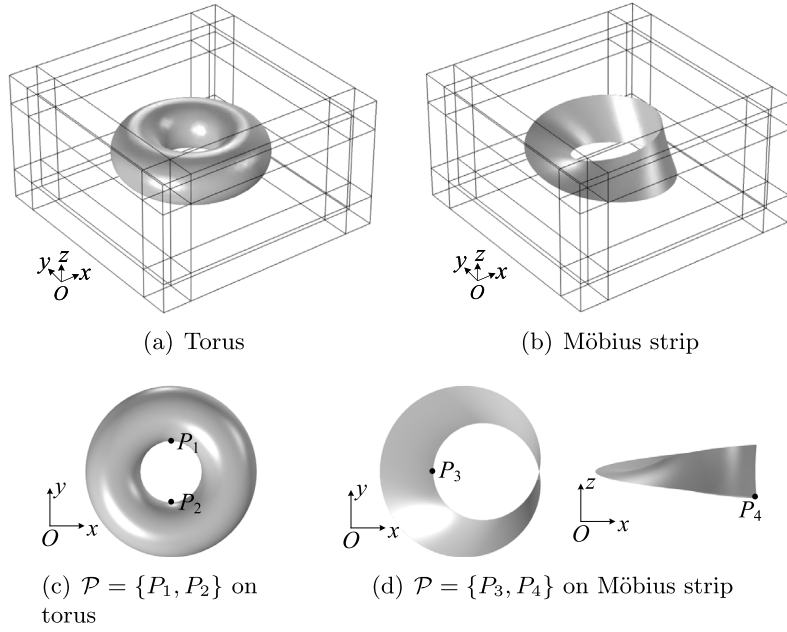 y z x
O
y z x
O
(a) Torus
(b) Möbius strip
P₁
P₂
y
x
O
P₃
y
x
O
z
x
O
P₄
(c) 𝒫 = {P₁, P₂} on
torus
(d) 𝒫 = {P₃, P₄} on Möbius strip